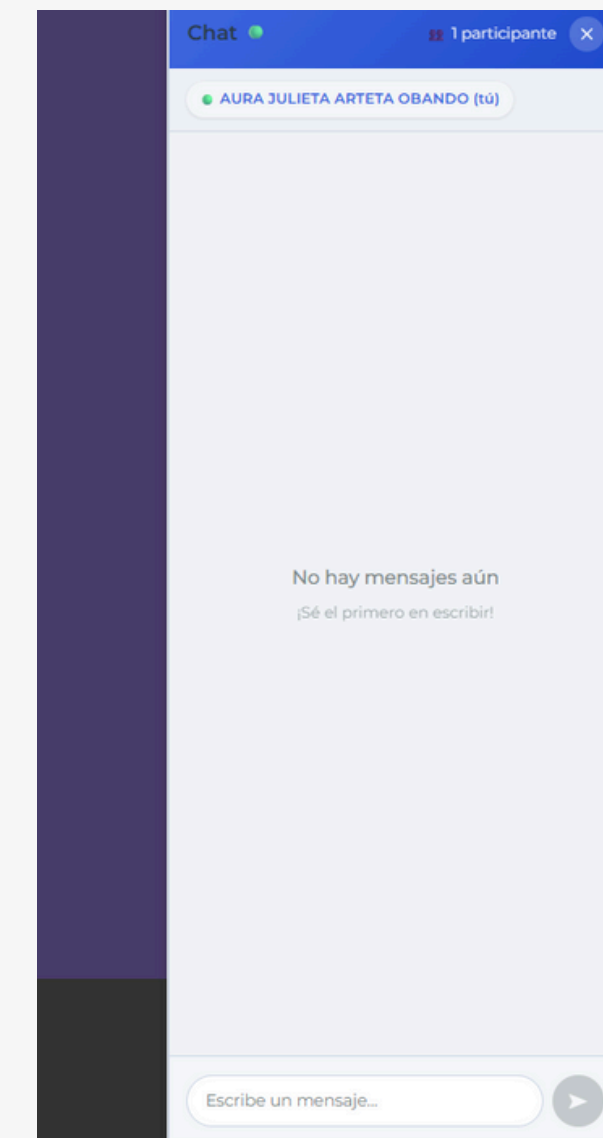 Chat
1 participante
AURA JULIETA ARTETA OBANDO (tú)
No hay mensajes aún
¡Sé el primero en escribir!
Escribe un mensaje...